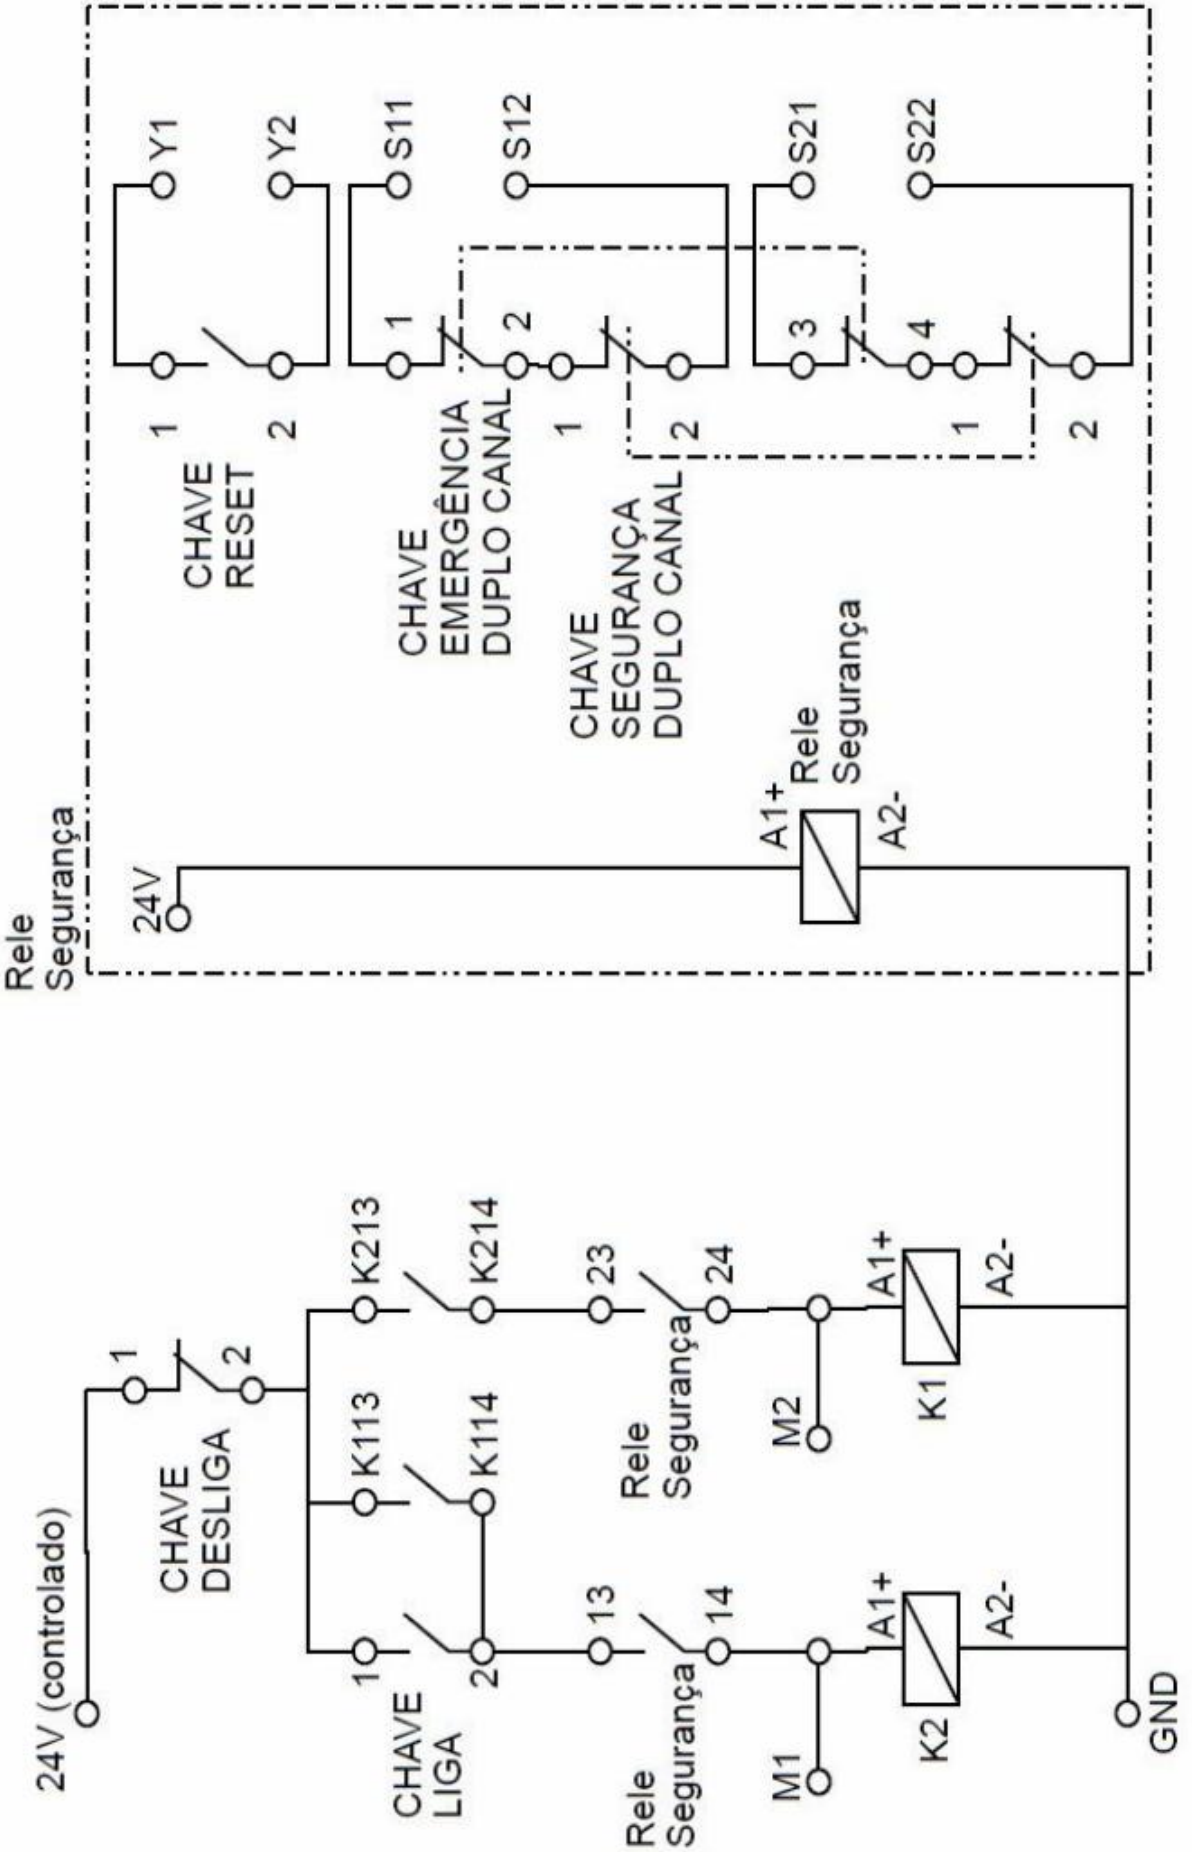 24V (controlado)
1
CHAVE
DESLIGA
2
1
CHAVE
LIGA
2
K113
K114
K213
K214
13
Rele
Segurança
14
23
Rele
Segurança
24
M1
M2
A1+
K2
A2-
A1+
K1
A2-
GND
Rele
Segurança
24V
A1+
Rele
Segurança
A2-
1
CHAVE
RESET
2
Y1
Y2
CHAVE
EMERGÊNCIA
DUPLO CANAL
1
2
S11
S12
CHAVE
SEGURANÇA
DUPLO CANAL
1
2
3
4
1
2
S21
S22